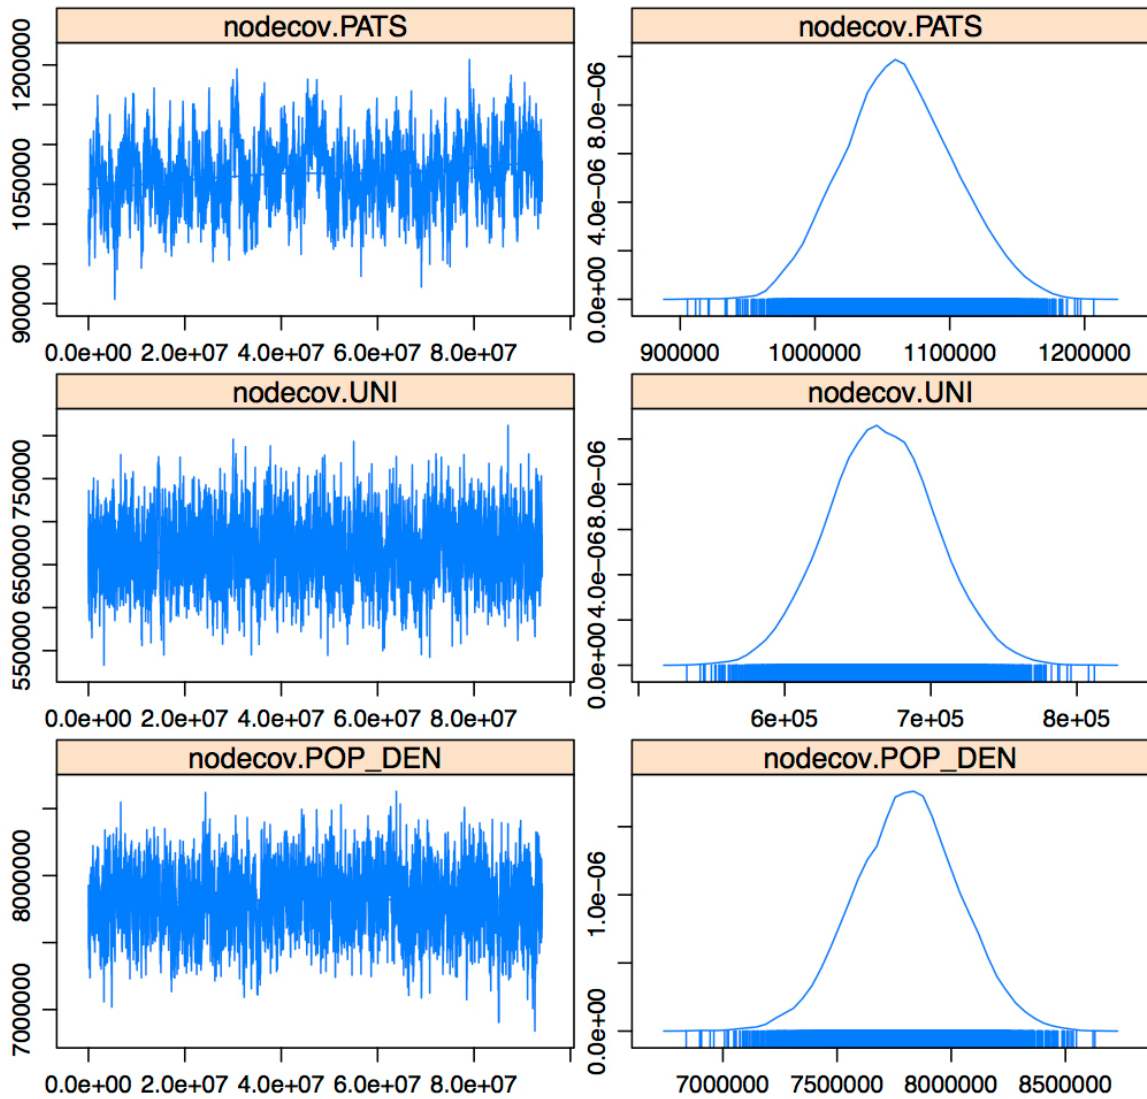 nodecov.PATS
900000 1050000 1200000
0.0e+00 2.0e+07 4.0e+07 6.0e+07 8.0e+07
nodecov.PATS
0.0e+00 4.0e-06 8.0e-06
900000 1000000 1100000 1200000
nodecov.UNI
550000 650000 750000
0.0e+00 2.0e+07 4.0e+07 6.0e+07 8.0e+07
nodecov.UNI
0.0e+00 4.0e-06 8.0e-06
6e+05 7e+05 8e+05
nodecov.POP_DEN
7000000 8000000
0.0e+00 2.0e+07 4.0e+07 6.0e+07 8.0e+07
nodecov.POP_DEN
0.0e+00 1.0e-06
7000000 7500000 8000000 8500000